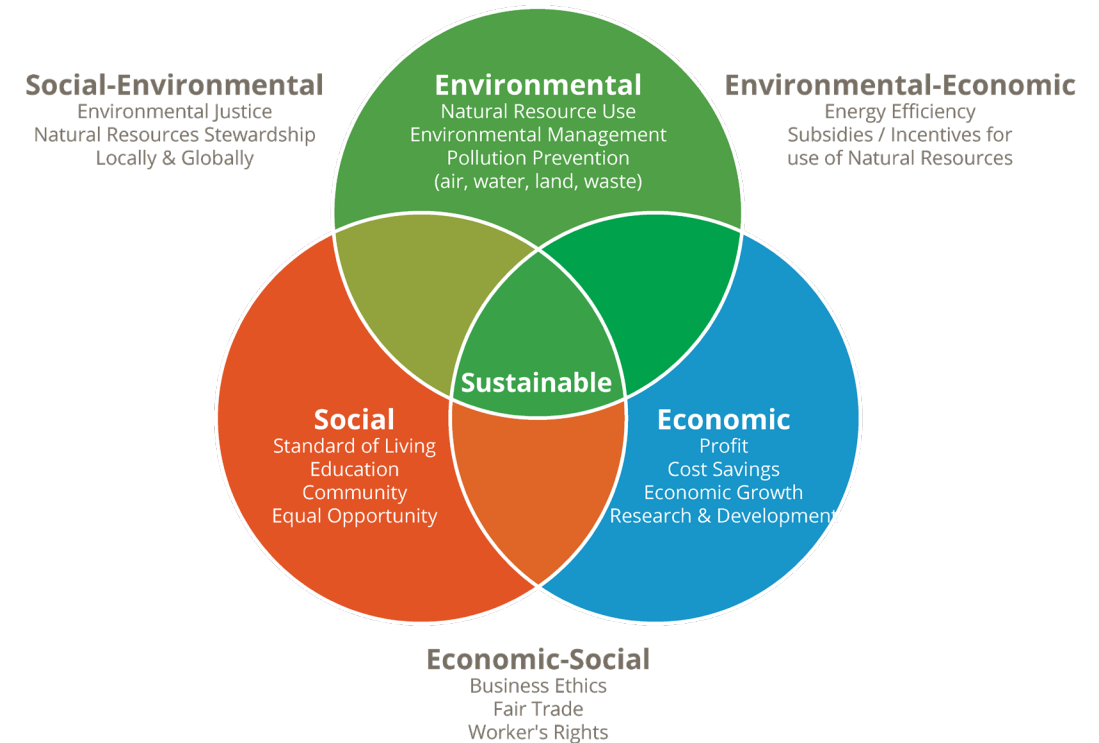 Social-Environmental
Environmental Justice
Natural Resources Stewardship
Locally & Globally
Environmental
Natural Resource Use
Environmental Management
Pollution Prevention
(air, water, land, waste)
Environmental-Economic
Energy Efficiency
Subsidies / Incentives for
use of Natural Resources
Sustainable
Social
Standard of Living
Education
Community
Equal Opportunity
Economic
Profit
Cost Savings
Economic Growth
Research & Development
Economic-Social
Business Ethics
Fair Trade
Worker's Rights